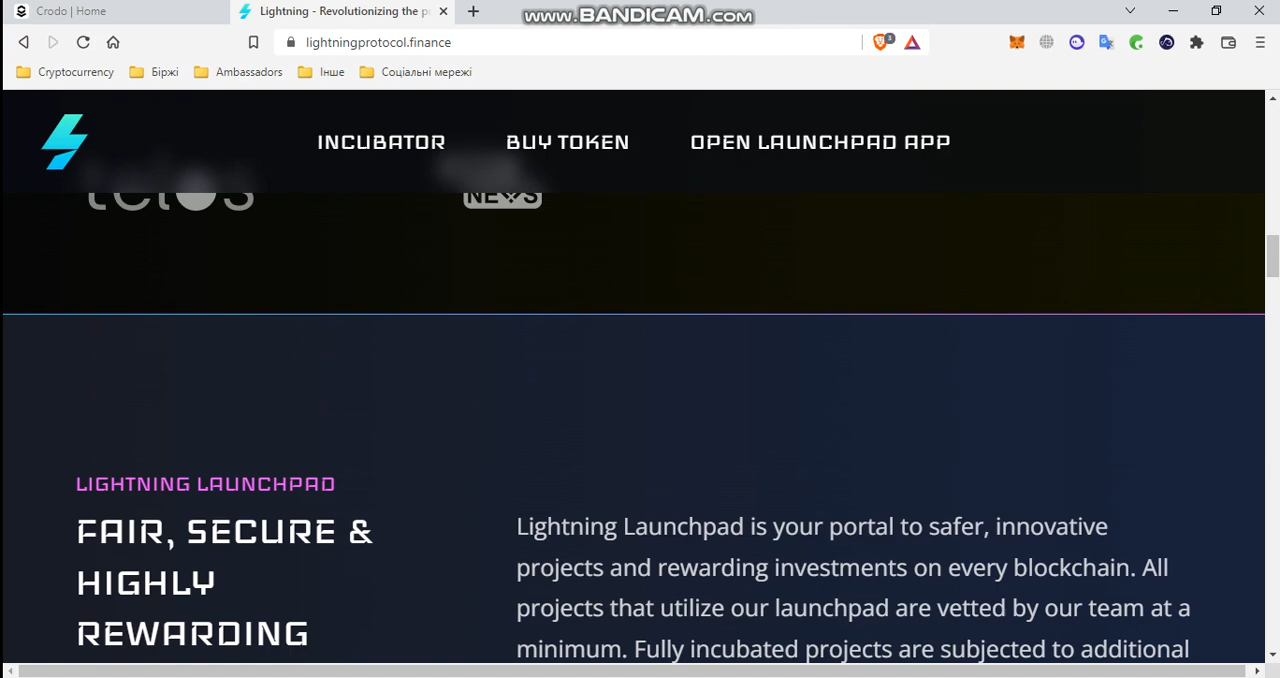 Crodo | Home
Lightning - Revolutionizing the p
www.BANDICAM.com
lightningprotocol.finance
3
Cryptocurrency
Біржі
Ambassadors
Інше
Соціальні мережі
INCUBATOR
BUY TOKEN
OPEN LAUNCHPAD APP
telos
NEWS
LIGHTNING LAUNCHPAD
FAIR, SECURE &
HIGHLY
REWARDING
Lightning Launchpad is your portal to safer, innovative
projects and rewarding investments on every blockchain. All
projects that utilize our launchpad are vetted by our team at a
minimum. Fully incubated projects are subjected to additional